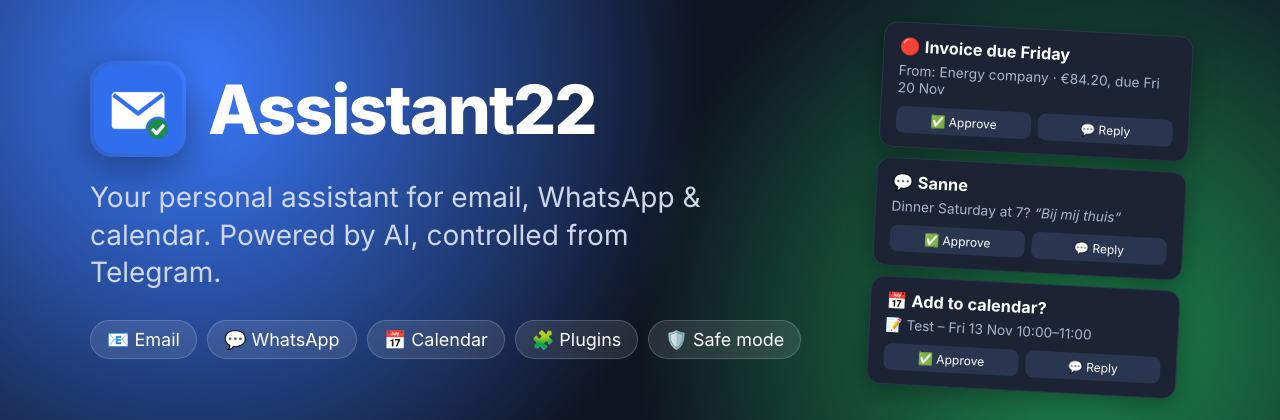 Assistant22
Your personal assistant for email, WhatsApp &
calendar. Powered by AI, controlled from
Telegram.
📧 Email
💬 WhatsApp
📅 Calendar
🧩 Plugins
🛡️ Safe mode
🔴 Invoice due Friday
From: Energy company · €84.20, due Fri
20 Nov
✅ Approve
💬 Reply
💬 Sanne
Dinner Saturday at 7? “Bij mij thuis”
✅ Approve
💬 Reply
📅 Add to calendar?
📝 Test – Fri 13 Nov 10:00–11:00
✅ Approve
💬 Reply